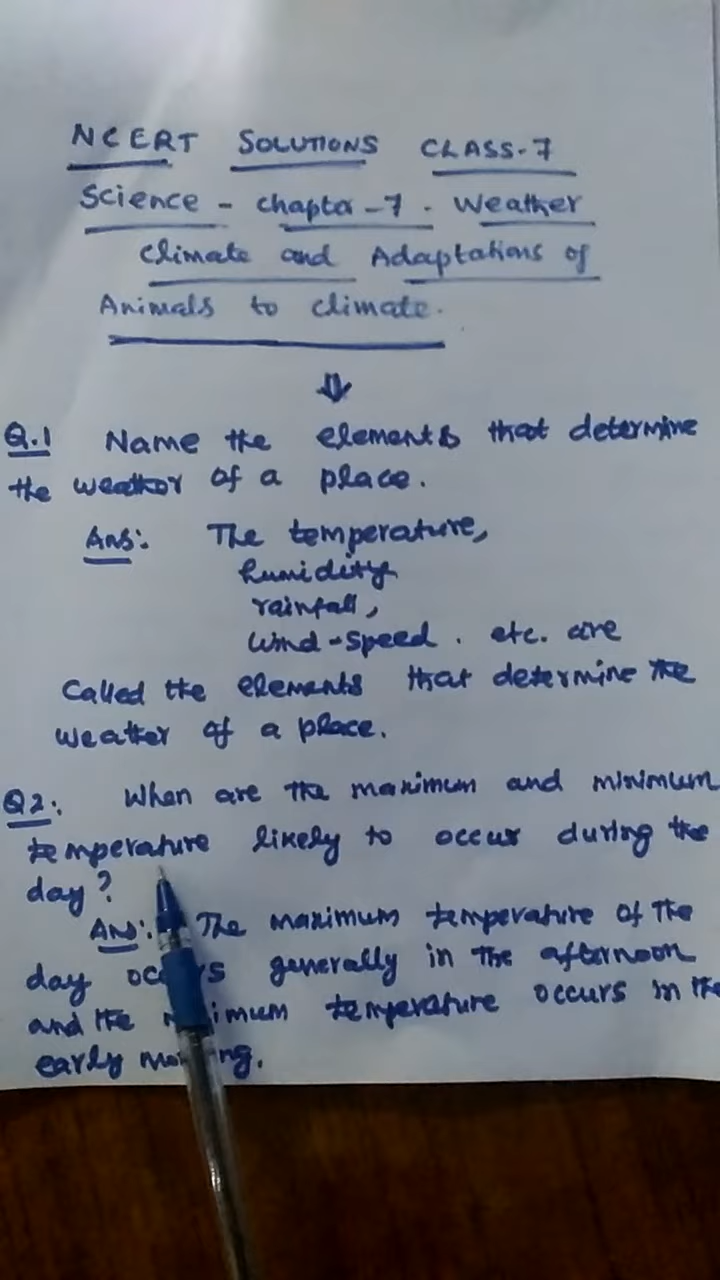 NCERT SOLUTIONS CLASS-7
Science - Chapter -7 - Weather
Climate and Adaptations of
Animals to climate.
⇓
Q.1 Name the elements that determine
the weather of a place.
Ans: The temperature,
humidity
rainfall,
wind-speed. etc. are
Called the elements that determine the
weather of a place.
Q2: When are the maximum and minimum
temperature likely to occur during the
day?
Ans: The maximum temperature of the
day occurs generally in the afternoon
and the minimum temperature occurs in the
early morning.